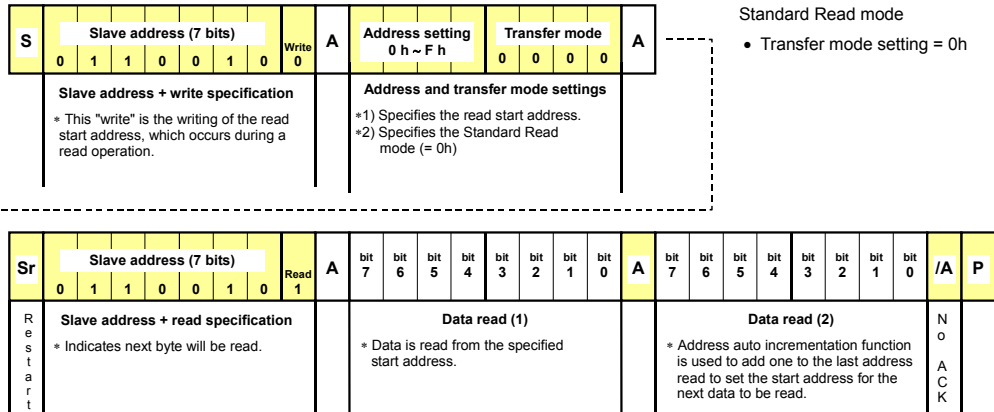 S Slave address (7 bits) Write A Address setting Transfer mode A
0 h ~ F h
0 1 1 0 0 1 0 0 0 0 0 0
Slave address + write specification
∗ This "write" is the writing of the read
start address, which occurs during a
read operation.
Address and transfer mode settings
∗1) Specifies the read start address.
∗2) Specifies the Standard Read
mode (= 0h)
Standard Read mode
• Transfer mode setting = 0h
Sr Slave address (7 bits) Read A bit 7 bit 6 bit 5 bit 4 bit 3 bit 2 bit 1 bit 0 A bit 7 bit 6 bit 5 bit 4 bit 3 bit 2 bit 1 bit 0 /A P
0 1 1 0 0 1 0 1
Restart
Slave address + read specification
∗ Indicates next byte will be read.
Data read (1)
∗ Data is read from the specified
start address.
Data read (2)
∗ Address auto incrementation function
is used to add one to the last address
read to set the start address for the
next data to be read.
No ACK